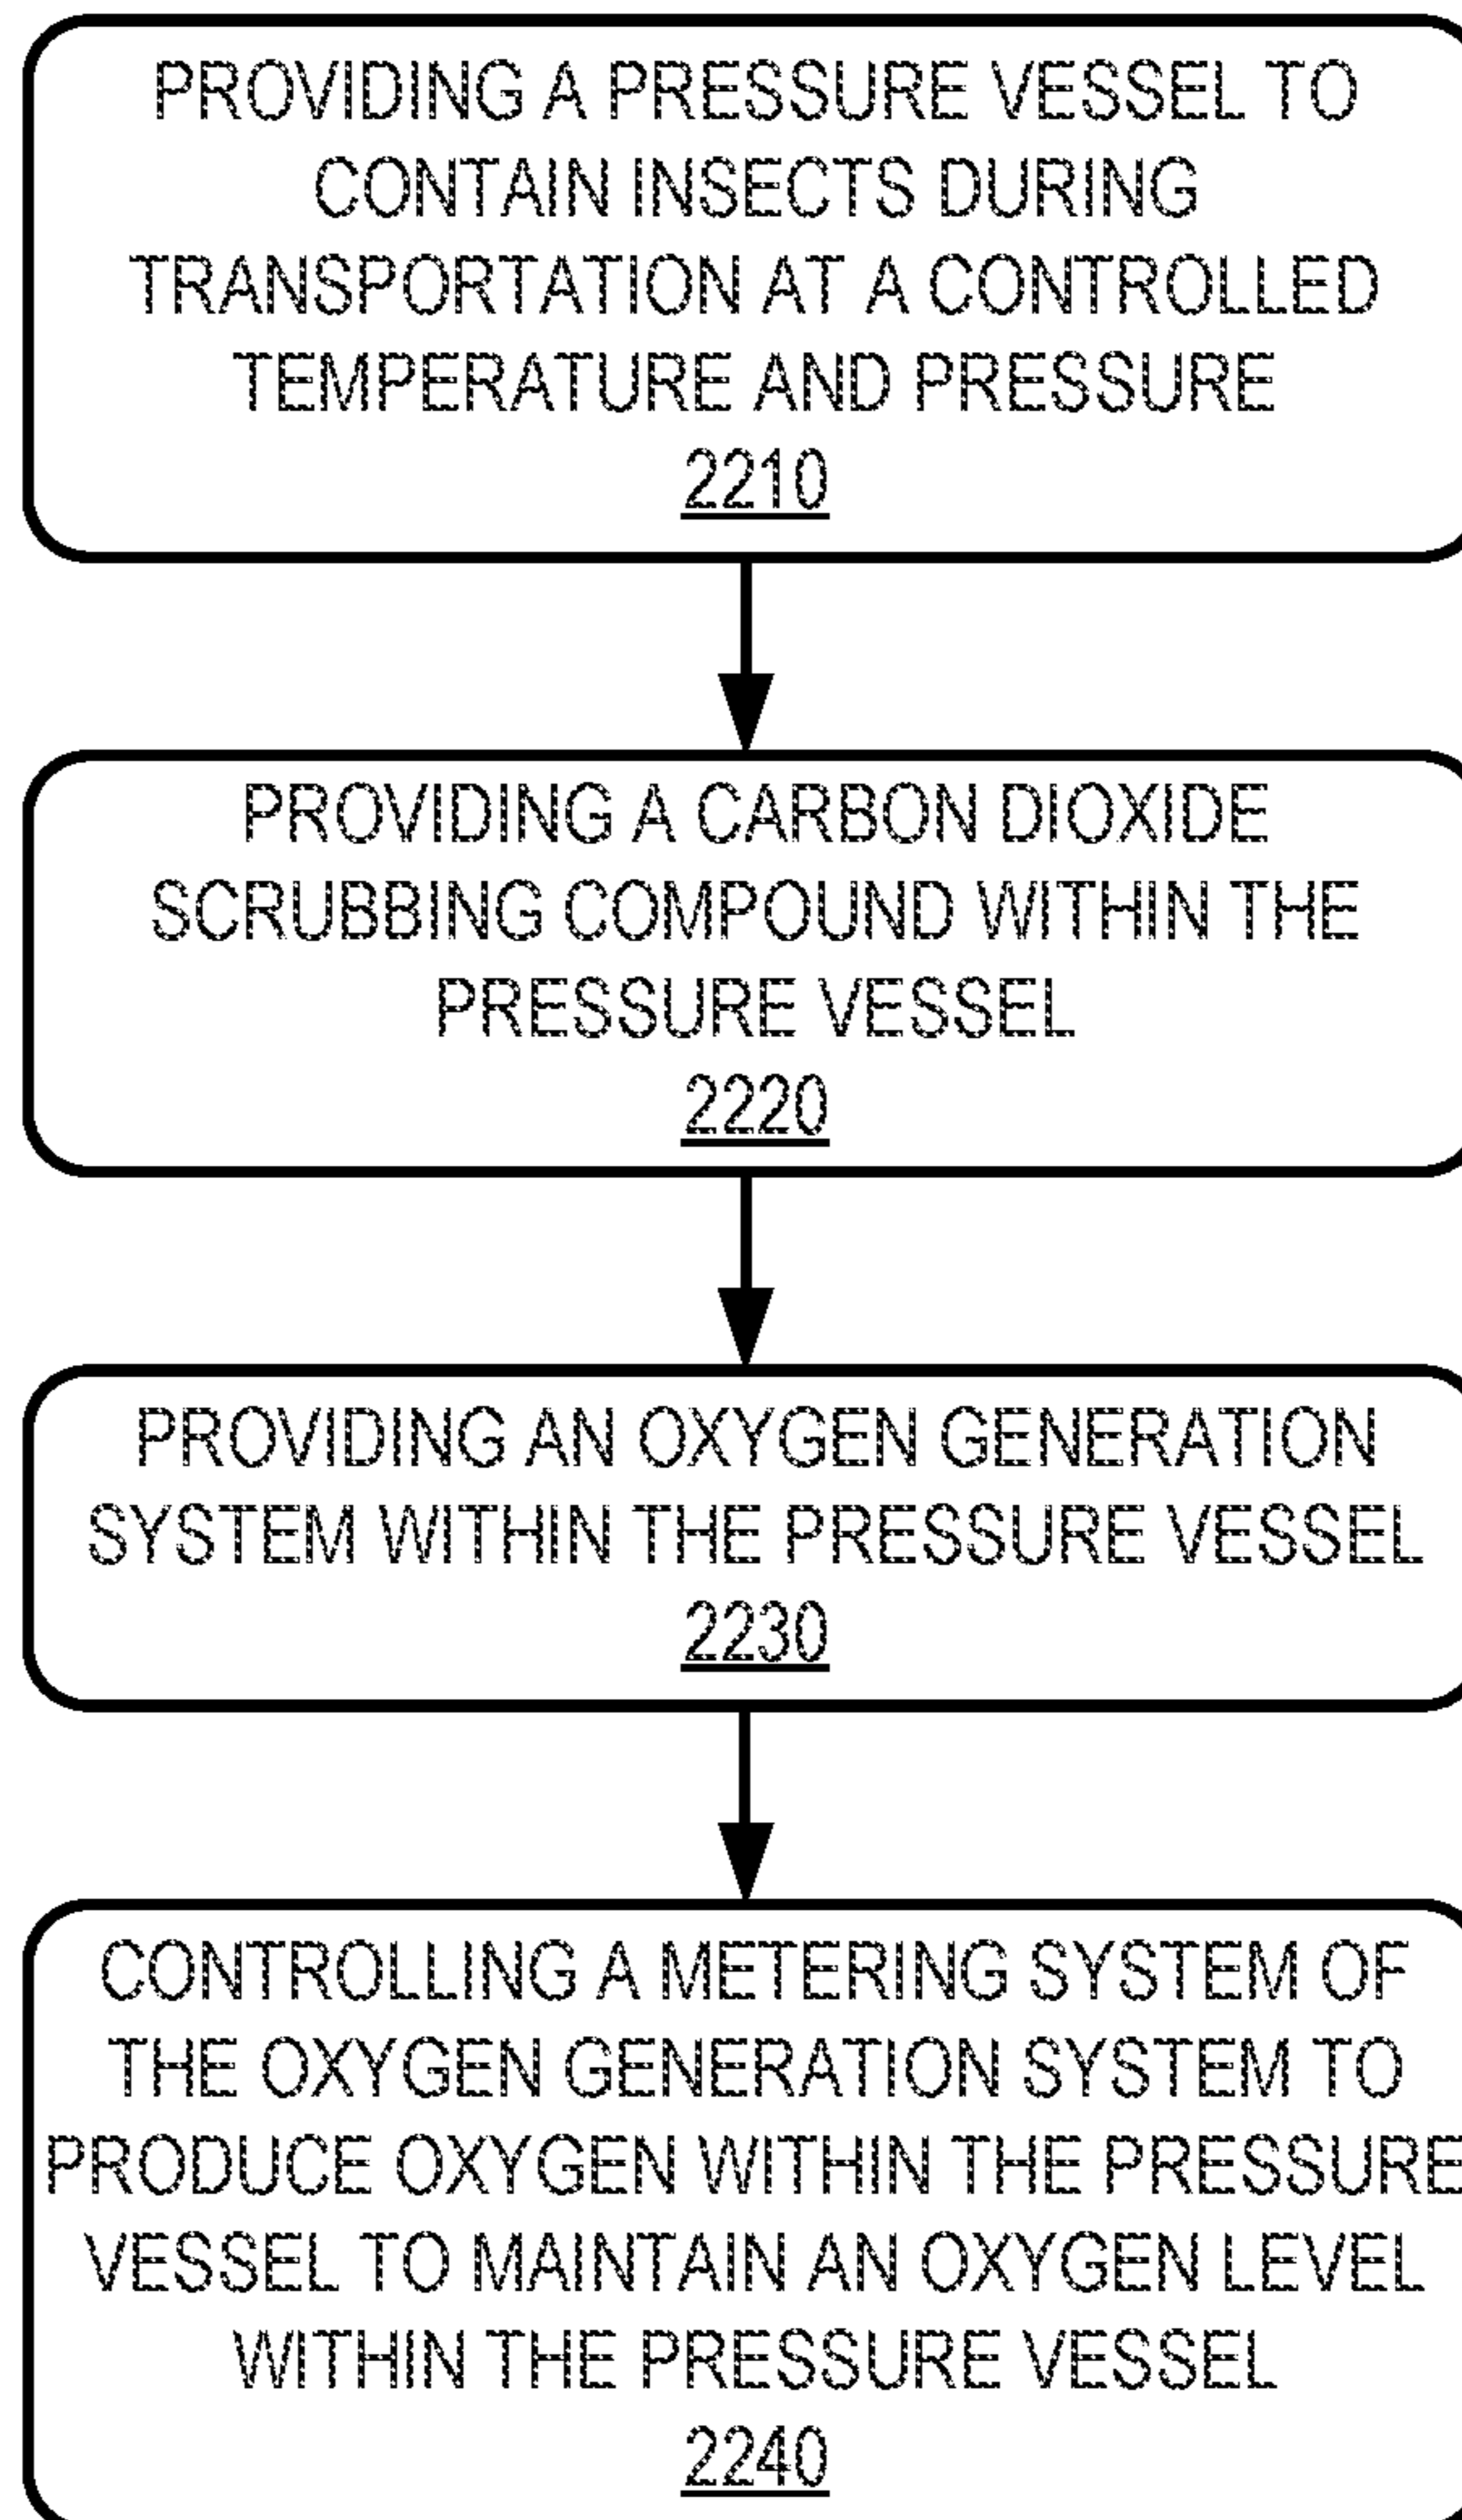 PROVIDING A PRESSURE VESSEL TO
CONTAIN INSECTS DURING
TRANSPORTATION AT A CONTROLLED
TEMPERATURE AND PRESSURE
2210
PROVIDING A CARBON DIOXIDE
SCRUBBING COMPOUND WITHIN THE
PRESSURE VESSEL
2220
PROVIDING AN OXYGEN GENERATION
SYSTEM WITHIN THE PRESSURE VESSEL
2230
CONTROLLING A METERING SYSTEM OF
THE OXYGEN GENERATION SYSTEM TO
PRODUCE OXYGEN WITHIN THE PRESSURE
VESSEL TO MAINTAIN AN OXYGEN LEVEL
WITHIN THE PRESSURE VESSEL
2240